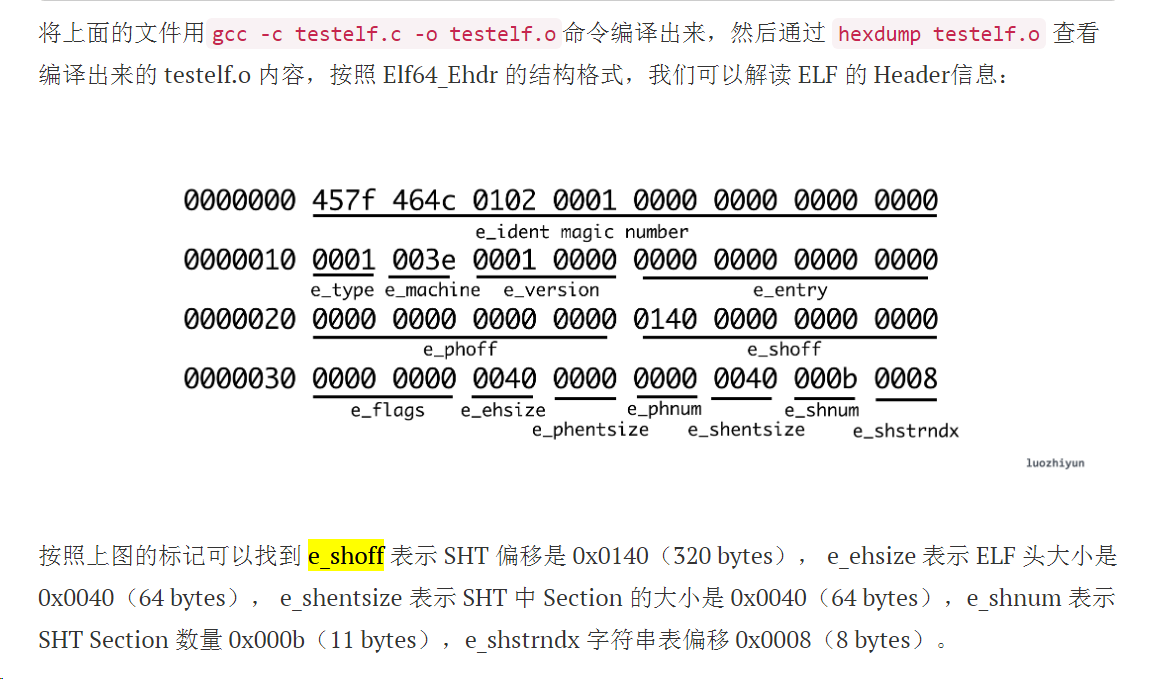 将上面的文件用 gcc -c testelf.c -o testelf.o 命令编译出来，然后通过 hexdump testelf.o 查看
编译出来的 testelf.o 内容，按照 Elf64_Ehdr 的结构格式，我们可以解读 ELF 的 Header信息：
0000000 457f 464c 0102 0001 0000 0000 0000 0000
e_ident magic number
0000010 0001 003e 0001 0000 0000 0000 0000 0000
e_type e_machine e_version e_entry
0000020 0000 0000 0000 0000 0140 0000 0000 0000
e_phoff e_shoff
0000030 0000 0000 0040 0000 0000 0040 000b 0008
e_flags e_ehsize e_phnum e_shnum
e_phentsize e_shentsize e_shstrndx
luozhiyun
按照上图的标记可以找到 e_shoff 表示 SHT 偏移是 0x0140（320 bytes）， e_ehsize 表示 ELF 头大小是
0x0040（64 bytes）， e_shentsize 表示 SHT 中 Section 的大小是 0x0040（64 bytes），e_shnum 表示
SHT Section 数量 0x000b（11 bytes），e_shstrndx 字符串表偏移 0x0008（8 bytes）。